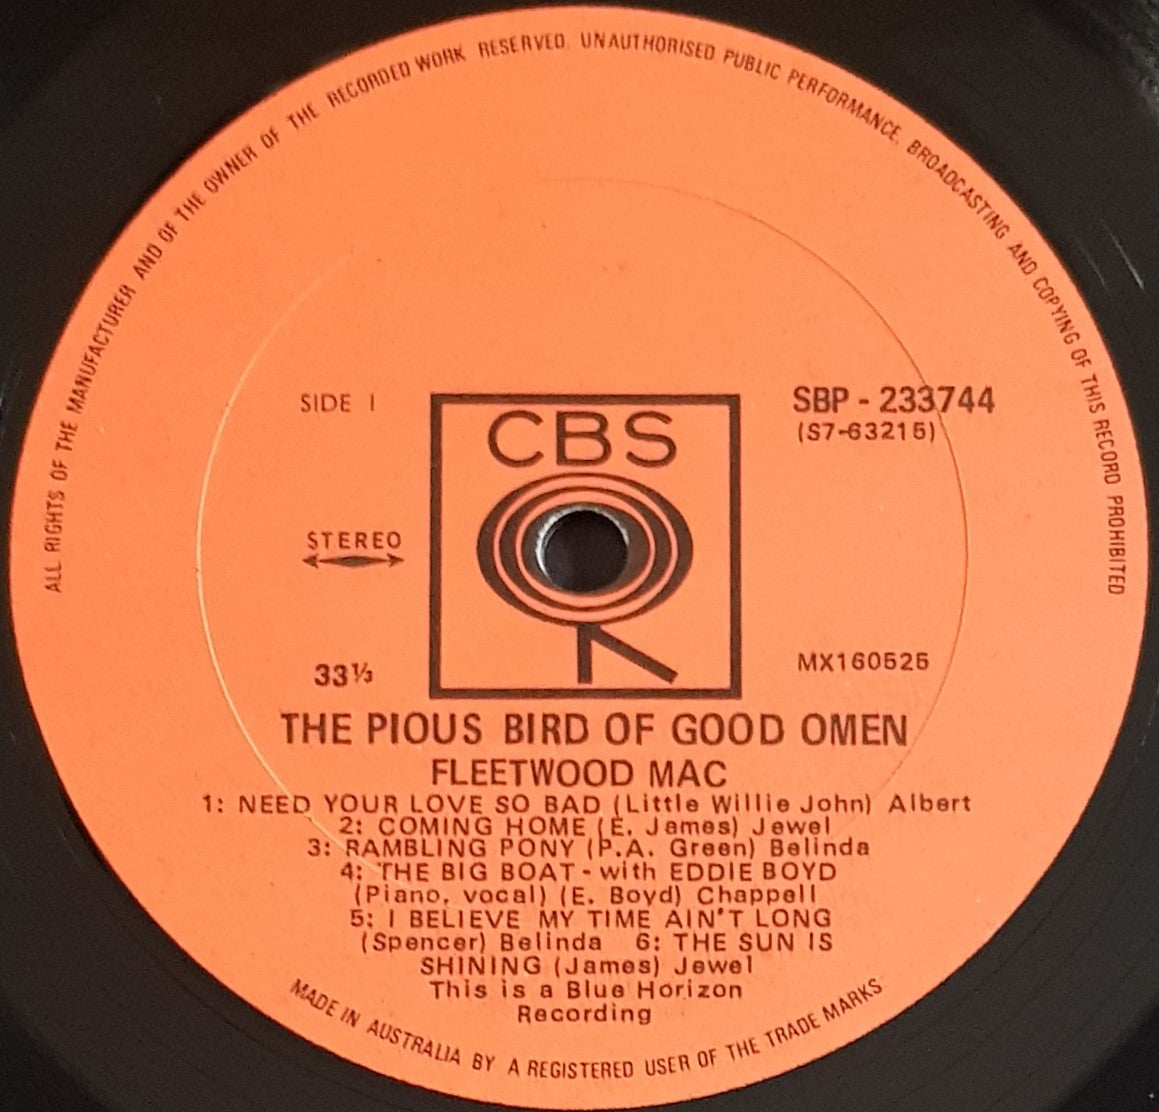 ALL RIGHTS OF THE MANUFACTURER AND OF THE OWNER OF THE RECORDED WORK RESERVED. UNAUTHORISED PUBLIC PERFORMANCE, BROADCASTING AND COPYING OF THIS RECORD PROHIBITED
SIDE 1
CBS
SBP - 233744
(S7-63215)
STEREO
33⅓
MX160525
THE PIOUS BIRD OF GOOD OMEN
FLEETWOOD MAC
1: NEED YOUR LOVE SO BAD (Little Willie John) Albert
2: COMING HOME (E. James) Jewel
3: RAMBLING PONY (P.A. Green) Belinda
4: THE BIG BOAT - with EDDIE BOYD
(Piano, vocal) (E. Boyd) Chappell
5: I BELIEVE MY TIME AIN'T LONG
(Spencer) Belinda 6: THE SUN IS
SHINING (James) Jewel
This is a Blue Horizon
Recording
MADE IN AUSTRALIA BY A REGISTERED USER OF THE TRADE MARKS